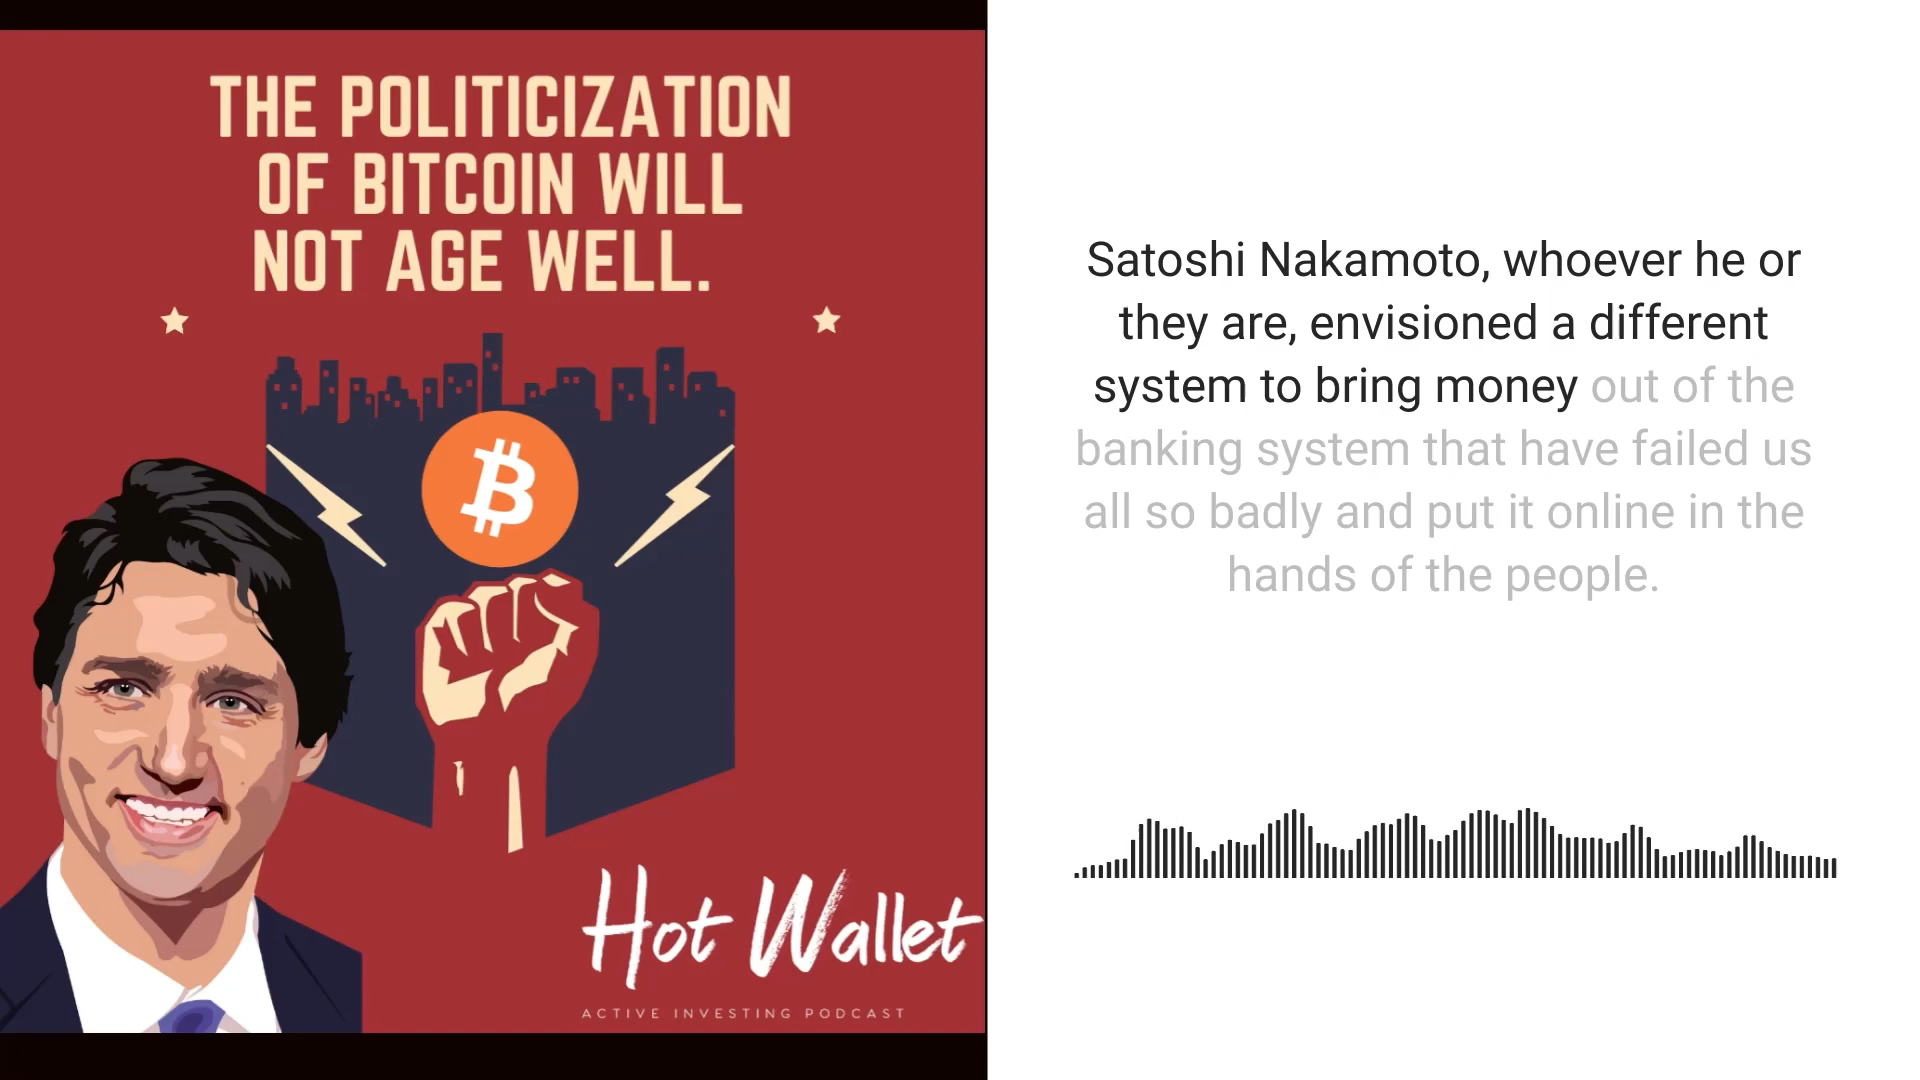 THE POLITICIZATION
OF BITCOIN WILL
NOT AGE WELL.
Hot Wallet
ACTIVE INVESTING PODCAST
Satoshi Nakamoto, whoever he or
they are, envisioned a different
system to bring money out of the
banking system that have failed us
all so badly and put it online in the
hands of the people.